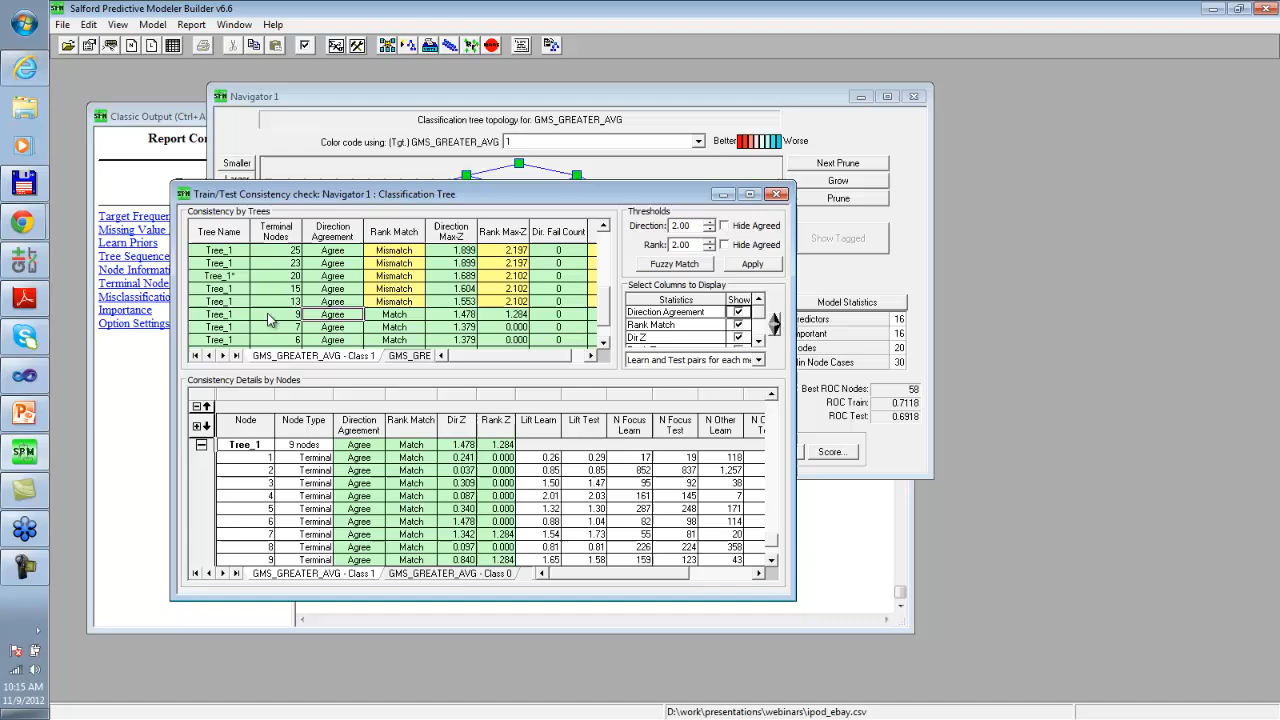 Salford Predictive Modeler Builder v6.6
File Edit View Model Report Window Help
Navigator 1
Classic Output (Ctrl+A
Classification tree topology for: GMS_GREATER_AVG
Report Co
Color code using: (Tgt.) GMS_GREATER_AVG 1 Better Worse
Smaller
Next Prune
Grow
Prune
Show Tagged
Train/Test Consistency check: Navigator 1 : Classification Tree
Target Frequen
Missing Value
Learn Priors
Tree Sequence
Node Informati
Terminal Node
Misclassificatio
Importance
Option Settings
Consistency by Trees
Tree Name Terminal Nodes Direction Agreement Rank Match Direction Max-Z Rank Max-Z Dir. Fail Count
Tree_1 25 Agree Mismatch 1.899 2.197 0
Tree_1 23 Agree Mismatch 1.899 2.197 0
Tree_1* 20 Agree Mismatch 1.689 2.102 0
Tree_1 15 Agree Mismatch 1.604 2.102 0
Tree_1 13 Agree Mismatch 1.553 2.102 0
Tree_1 9 Agree Match 1.478 1.284 0
Tree_1 7 Agree Match 1.379 0.000 0
Tree_1 6 Agree Match 1.379 0.000 0
GMS_GREATER_AVG - Class 1 GMS_GRE
Thresholds
Direction: 2.00 Hide Agreed
Rank: 2.00 Hide Agreed
Fuzzy Match Apply
Select Columns to Display
Statistics Show
Direction Agreement
Rank Match
Dir Z
Learn and Test pairs for each me
Model Statistics
redictors 16
mportant 16
odes 20
in Node Cases 30
Best ROC Nodes: 58
ROC Train: 0.7118
ROC Test: 0.6918
Score...
Consistency Details by Nodes
Node Node Type Direction Agreement Rank Match Dir Z Rank Z Lift Learn Lift Test N Focus Learn N Focus Test N Other Learn N O T
Tree_1 9 nodes Agree Match 1.478 1.284
1 Terminal Agree Match 0.241 0.000 0.26 0.29 17 19 118
2 Terminal Agree Match 0.037 0.000 0.85 0.85 852 837 1,257
3 Terminal Agree Match 0.309 0.000 1.50 1.47 95 92 38
4 Terminal Agree Match 0.087 0.000 2.01 2.03 161 145 7
5 Terminal Agree Match 0.340 0.000 1.32 1.30 287 248 171
6 Terminal Agree Match 1.478 0.000 0.88 1.04 82 98 114
7 Terminal Agree Match 1.342 1.284 1.54 1.73 55 81 20
8 Terminal Agree Match 0.097 0.000 0.81 0.81 226 224 358
9 Terminal Agree Match 0.840 1.284 1.65 1.58 159 123 43
GMS_GREATER_AVG - Class 1 GMS_GREATER_AVG - Class 0
10:15 AM
11/9/2012
D:\work\presentations\webinars\ipod_ebay.csv